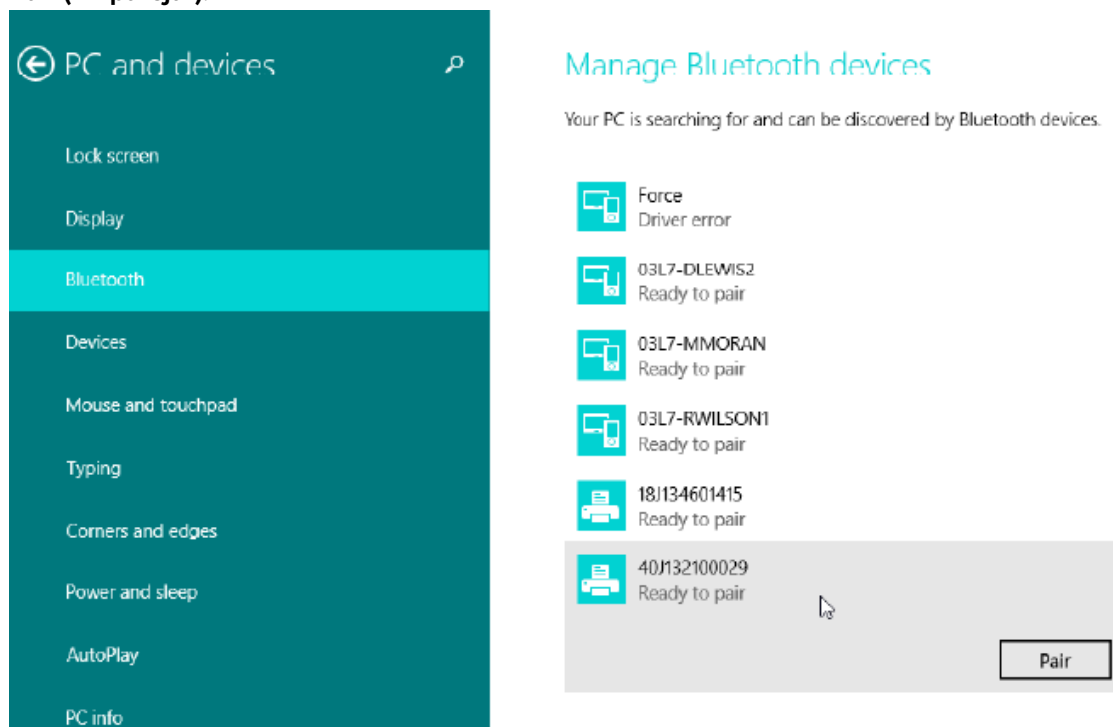 PC and devices
Lock screen
Display
Bluetooth
Devices
Mouse and touchpad
Typing
Corners and edges
Power and sleep
AutoPlay
PC info
Manage Bluetooth devices
Your PC is searching for and can be discovered by Bluetooth devices.
Force
Driver error
03L7-DLEWIS2
Ready to pair
03L7-MMORAN
Ready to pair
03L7-RWILSON1
Ready to pair
18J134601415
Ready to pair
40J132100029
Ready to pair
Pair